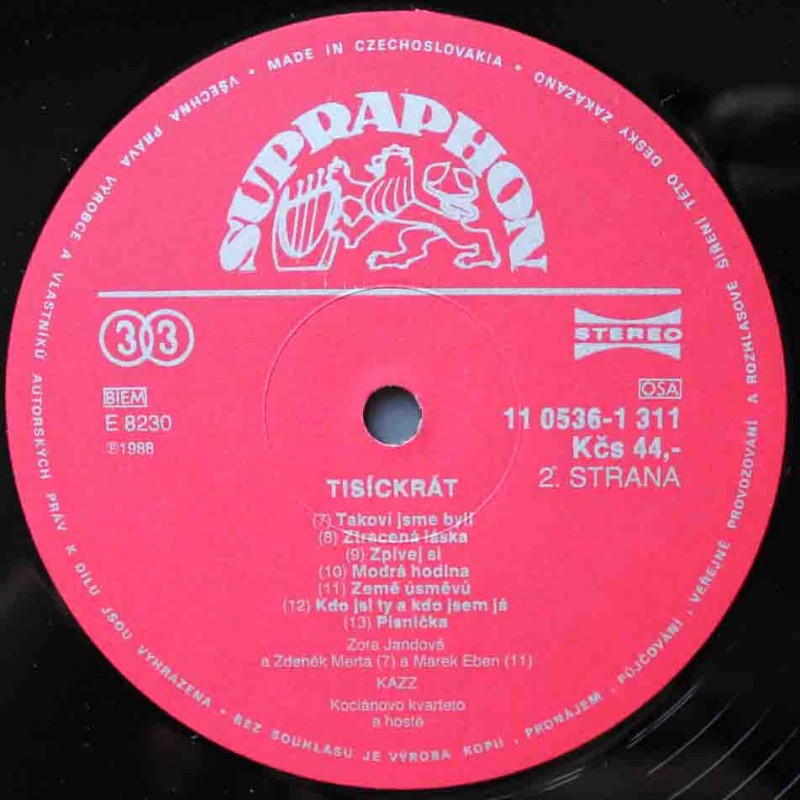 MADE IN CZECHOSLOVAKIA • VŠECHNA PRÁVA VÝROBCE A VLASTNÍKŮ AUTORSKÝCH PRÁV K DÍLU JSOU VYHRAZENA • BEZ SOUHLASU JE VÝROBA KOPIÍ, PRONÁJEM, PŮJČOVÁNÍ, VEŘEJNÉ PROVOZOVÁNÍ A ROZHLASOVÉ ŠÍŘENÍ TÉTO DESKY ZAKÁZÁNO •
SUPRAPHON
33
STEREO
BIEM
E 8230
℗1988
OSA
11 0536-1 311
Kčs 44,-
2. STRANA
TISÍCKRÁT
(7) Takoví jsme byli
(8) Ztracená láska
(9) Zpívej si
(10) Modrá hodina
(11) Země úsměvů
(12) Kdo jsi ty a kdo jsem já
(13) Písnička
Zora Jandová
a Zdeněk Merta (7) a Marek Eben (11)
KAZZ
Kociánovo kvarteto
a hosté